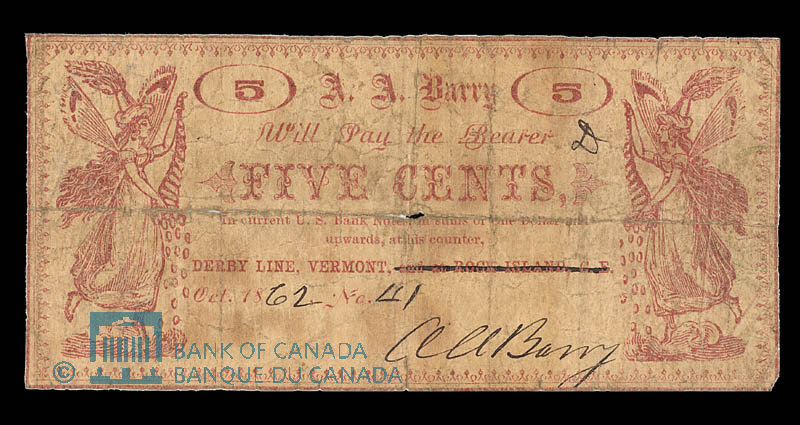 5 A. A. Barry 5
Will Pay the Bearer
FIVE CENTS,
In current U. S. Bank Notes in sums of One Dollar and
upwards, at his counter,
DERBY LINE, VERMONT, ROCK ISLAND, C. E.
Oct. 1862 No. 41
A A Barry
BANK OF CANADA
© BANQUE DU CANADA